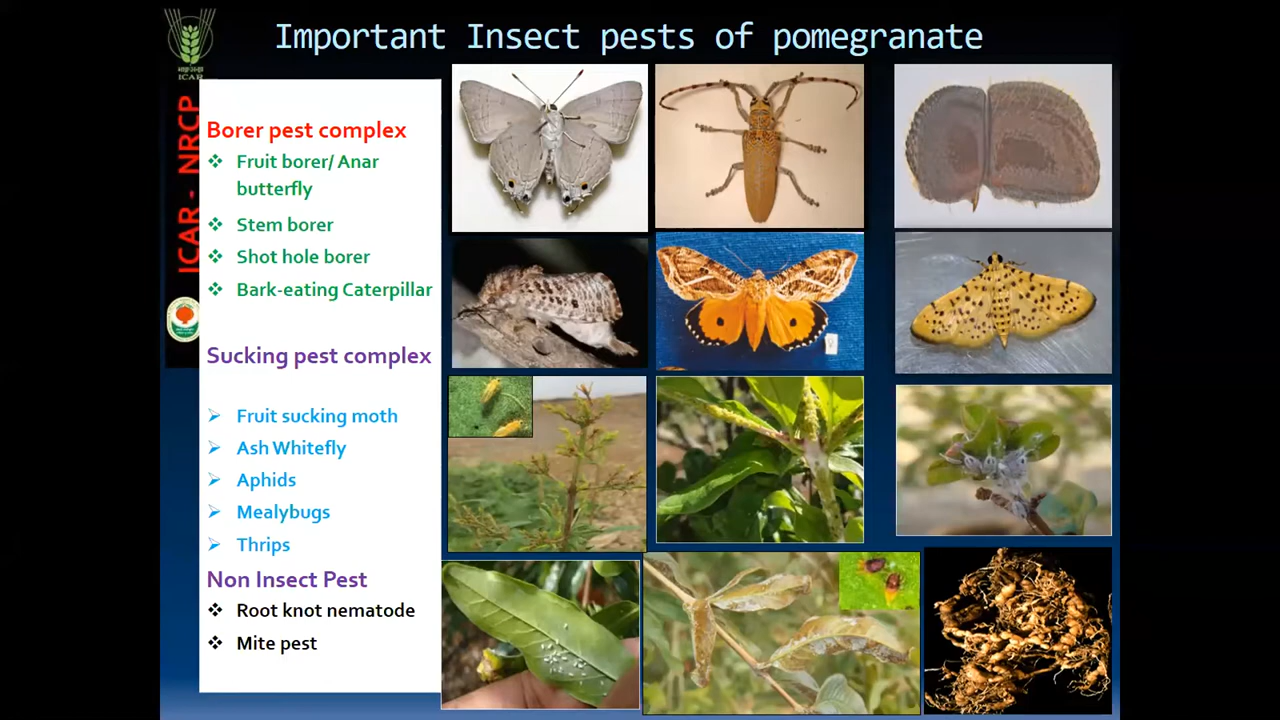 Important Insect pests of pomegranate
ICAR
ICAR - NRCP
Borer pest complex
❖ Fruit borer/ Anar
butterfly
❖ Stem borer
❖ Shot hole borer
❖ Bark-eating Caterpillar
Sucking pest complex
➢ Fruit sucking moth
➢ Ash Whitefly
➢ Aphids
➢ Mealybugs
➢ Thrips
Non Insect Pest
❖ Root knot nematode
❖ Mite pest